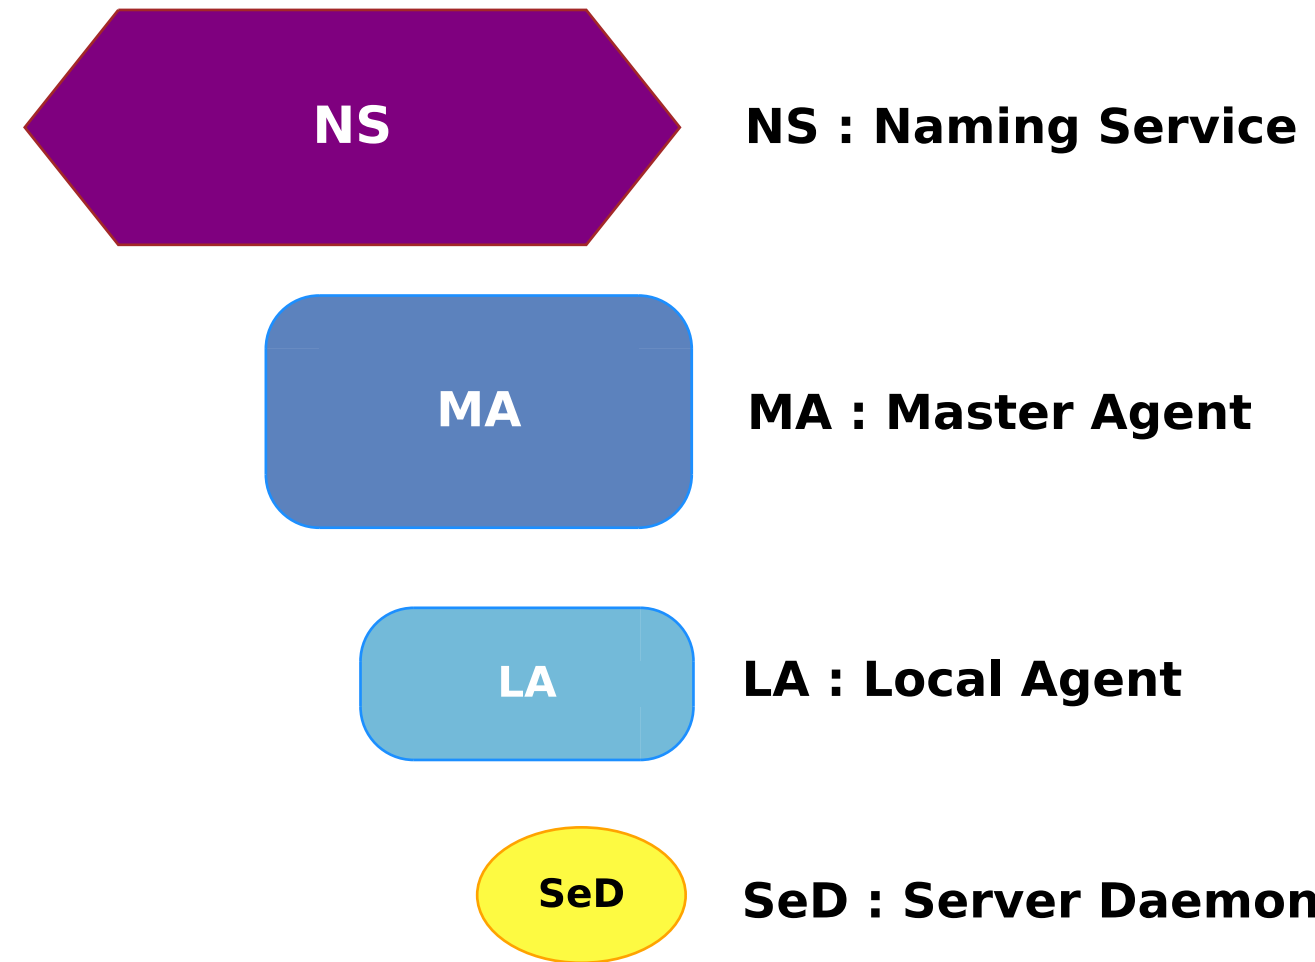 NS
NS : Naming Service
MA
MA : Master Agent
LA
LA : Local Agent
SeD
SeD : Server Daemon